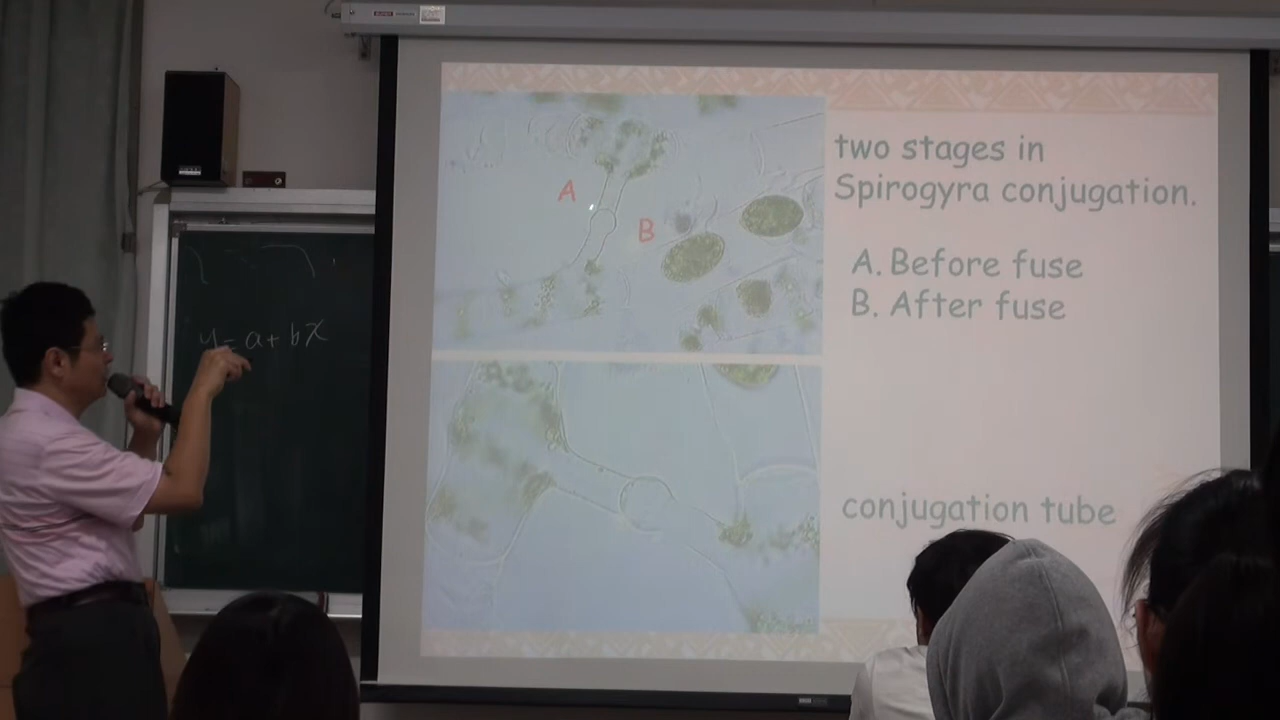 y = a + bx
A
B
two stages in
Spirogyra conjugation.
A. Before fuse
B. After fuse
conjugation tube